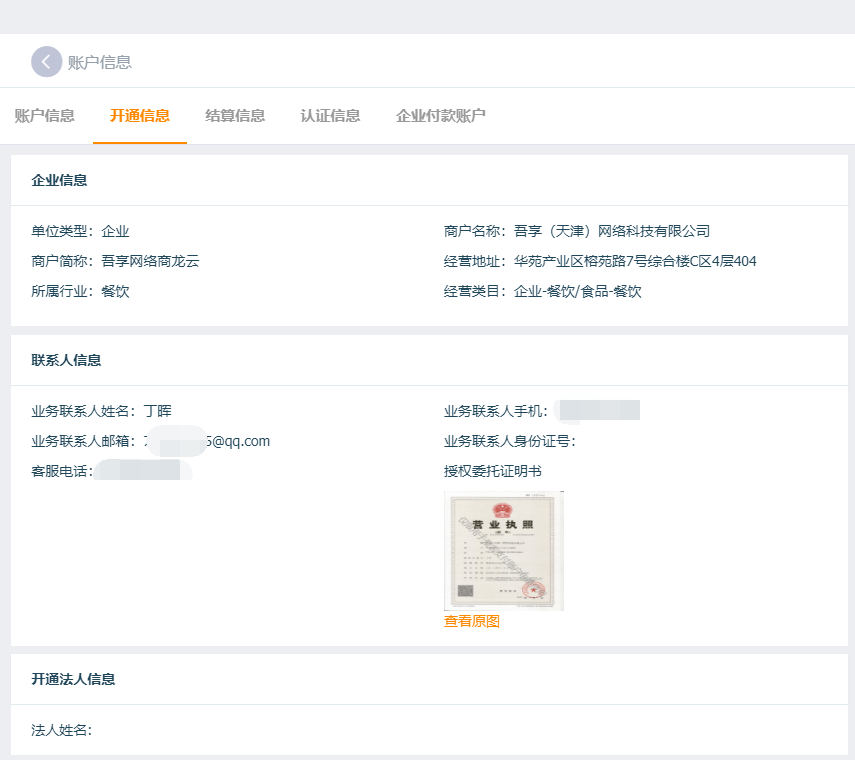 账户信息
账户信息 开通信息 结算信息 认证信息 企业付款账户
企业信息
单位类型：企业
商户名称：吾享（天津）网络科技有限公司
商户简称：吾享网络商龙云
经营地址：华苑产业区榕苑路7号综合楼C区4层404
所属行业：餐饮
经营类目：企业-餐饮/食品-餐饮
联系人信息
业务联系人姓名：丁晖
业务联系人手机：
业务联系人邮箱：5@qq.com
业务联系人身份证号：
客服电话：
授权委托证明书
营业执照
查看原图
开通法人信息
法人姓名：